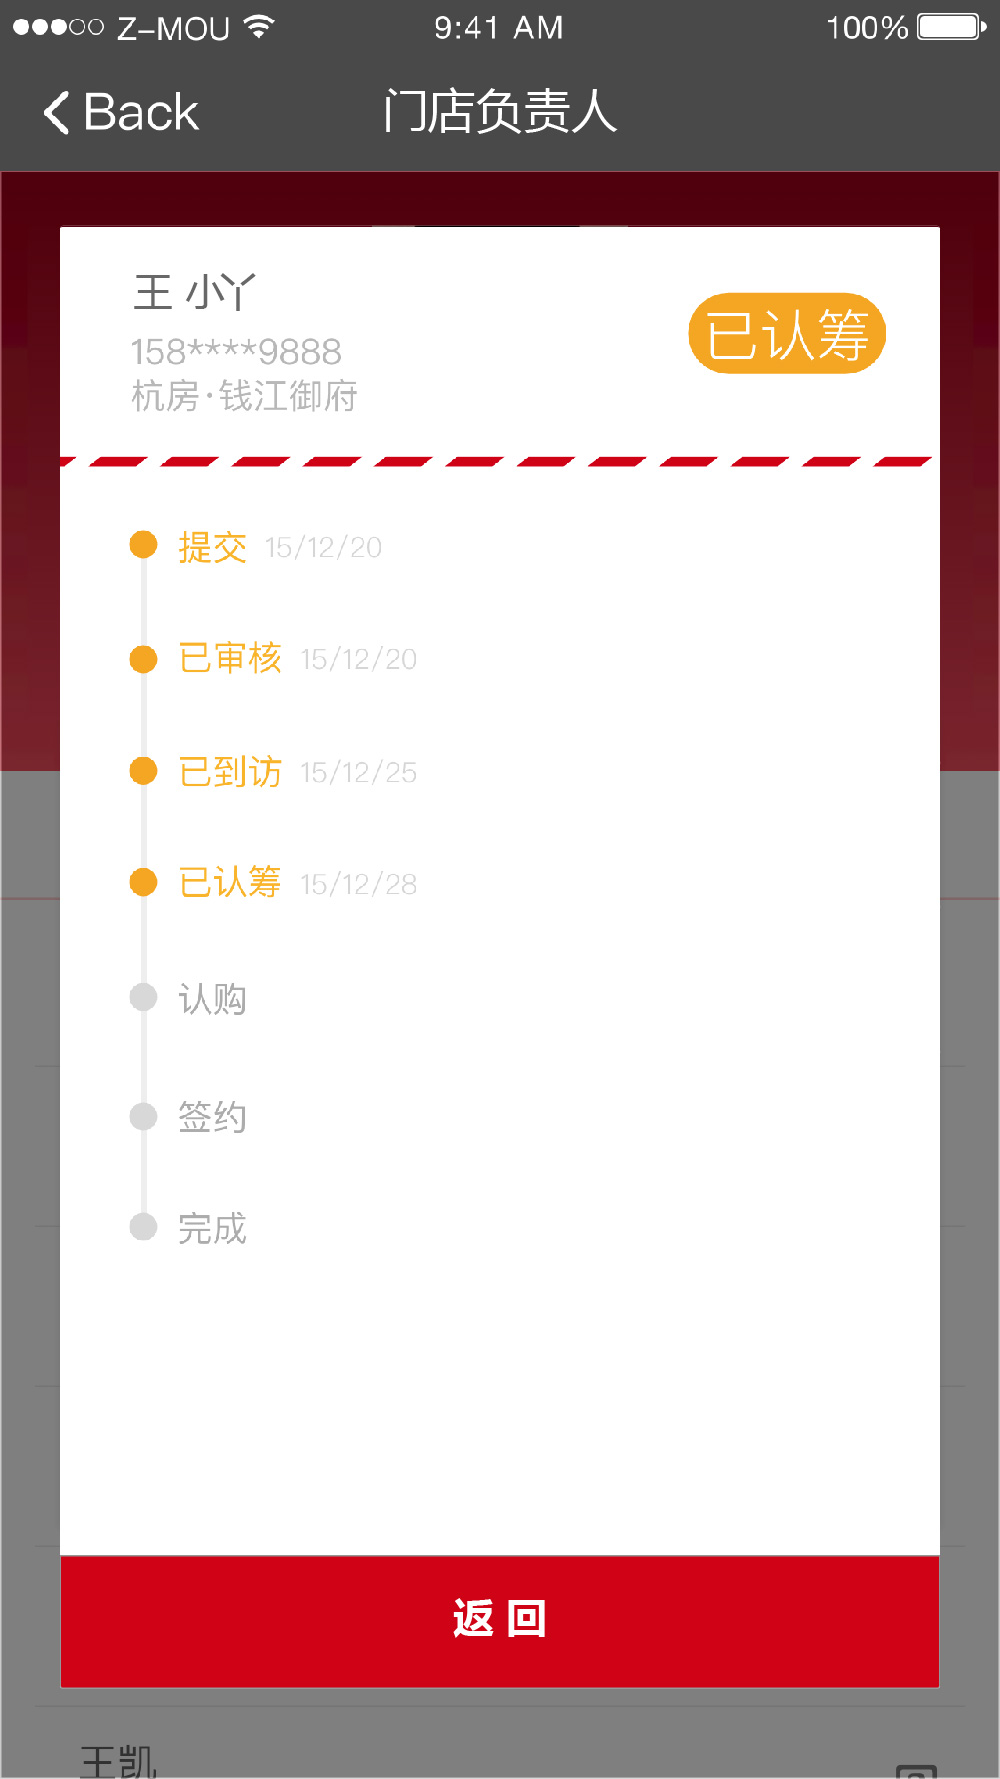 Z-MOU 9:41 AM 100%
Back 门店负责人
王 小丫
158****9888
杭房·钱江御府
已认筹
提交 15/12/20
已审核 15/12/20
已到访 15/12/25
已认筹 15/12/28
认购
签约
完成
返 回
王凯